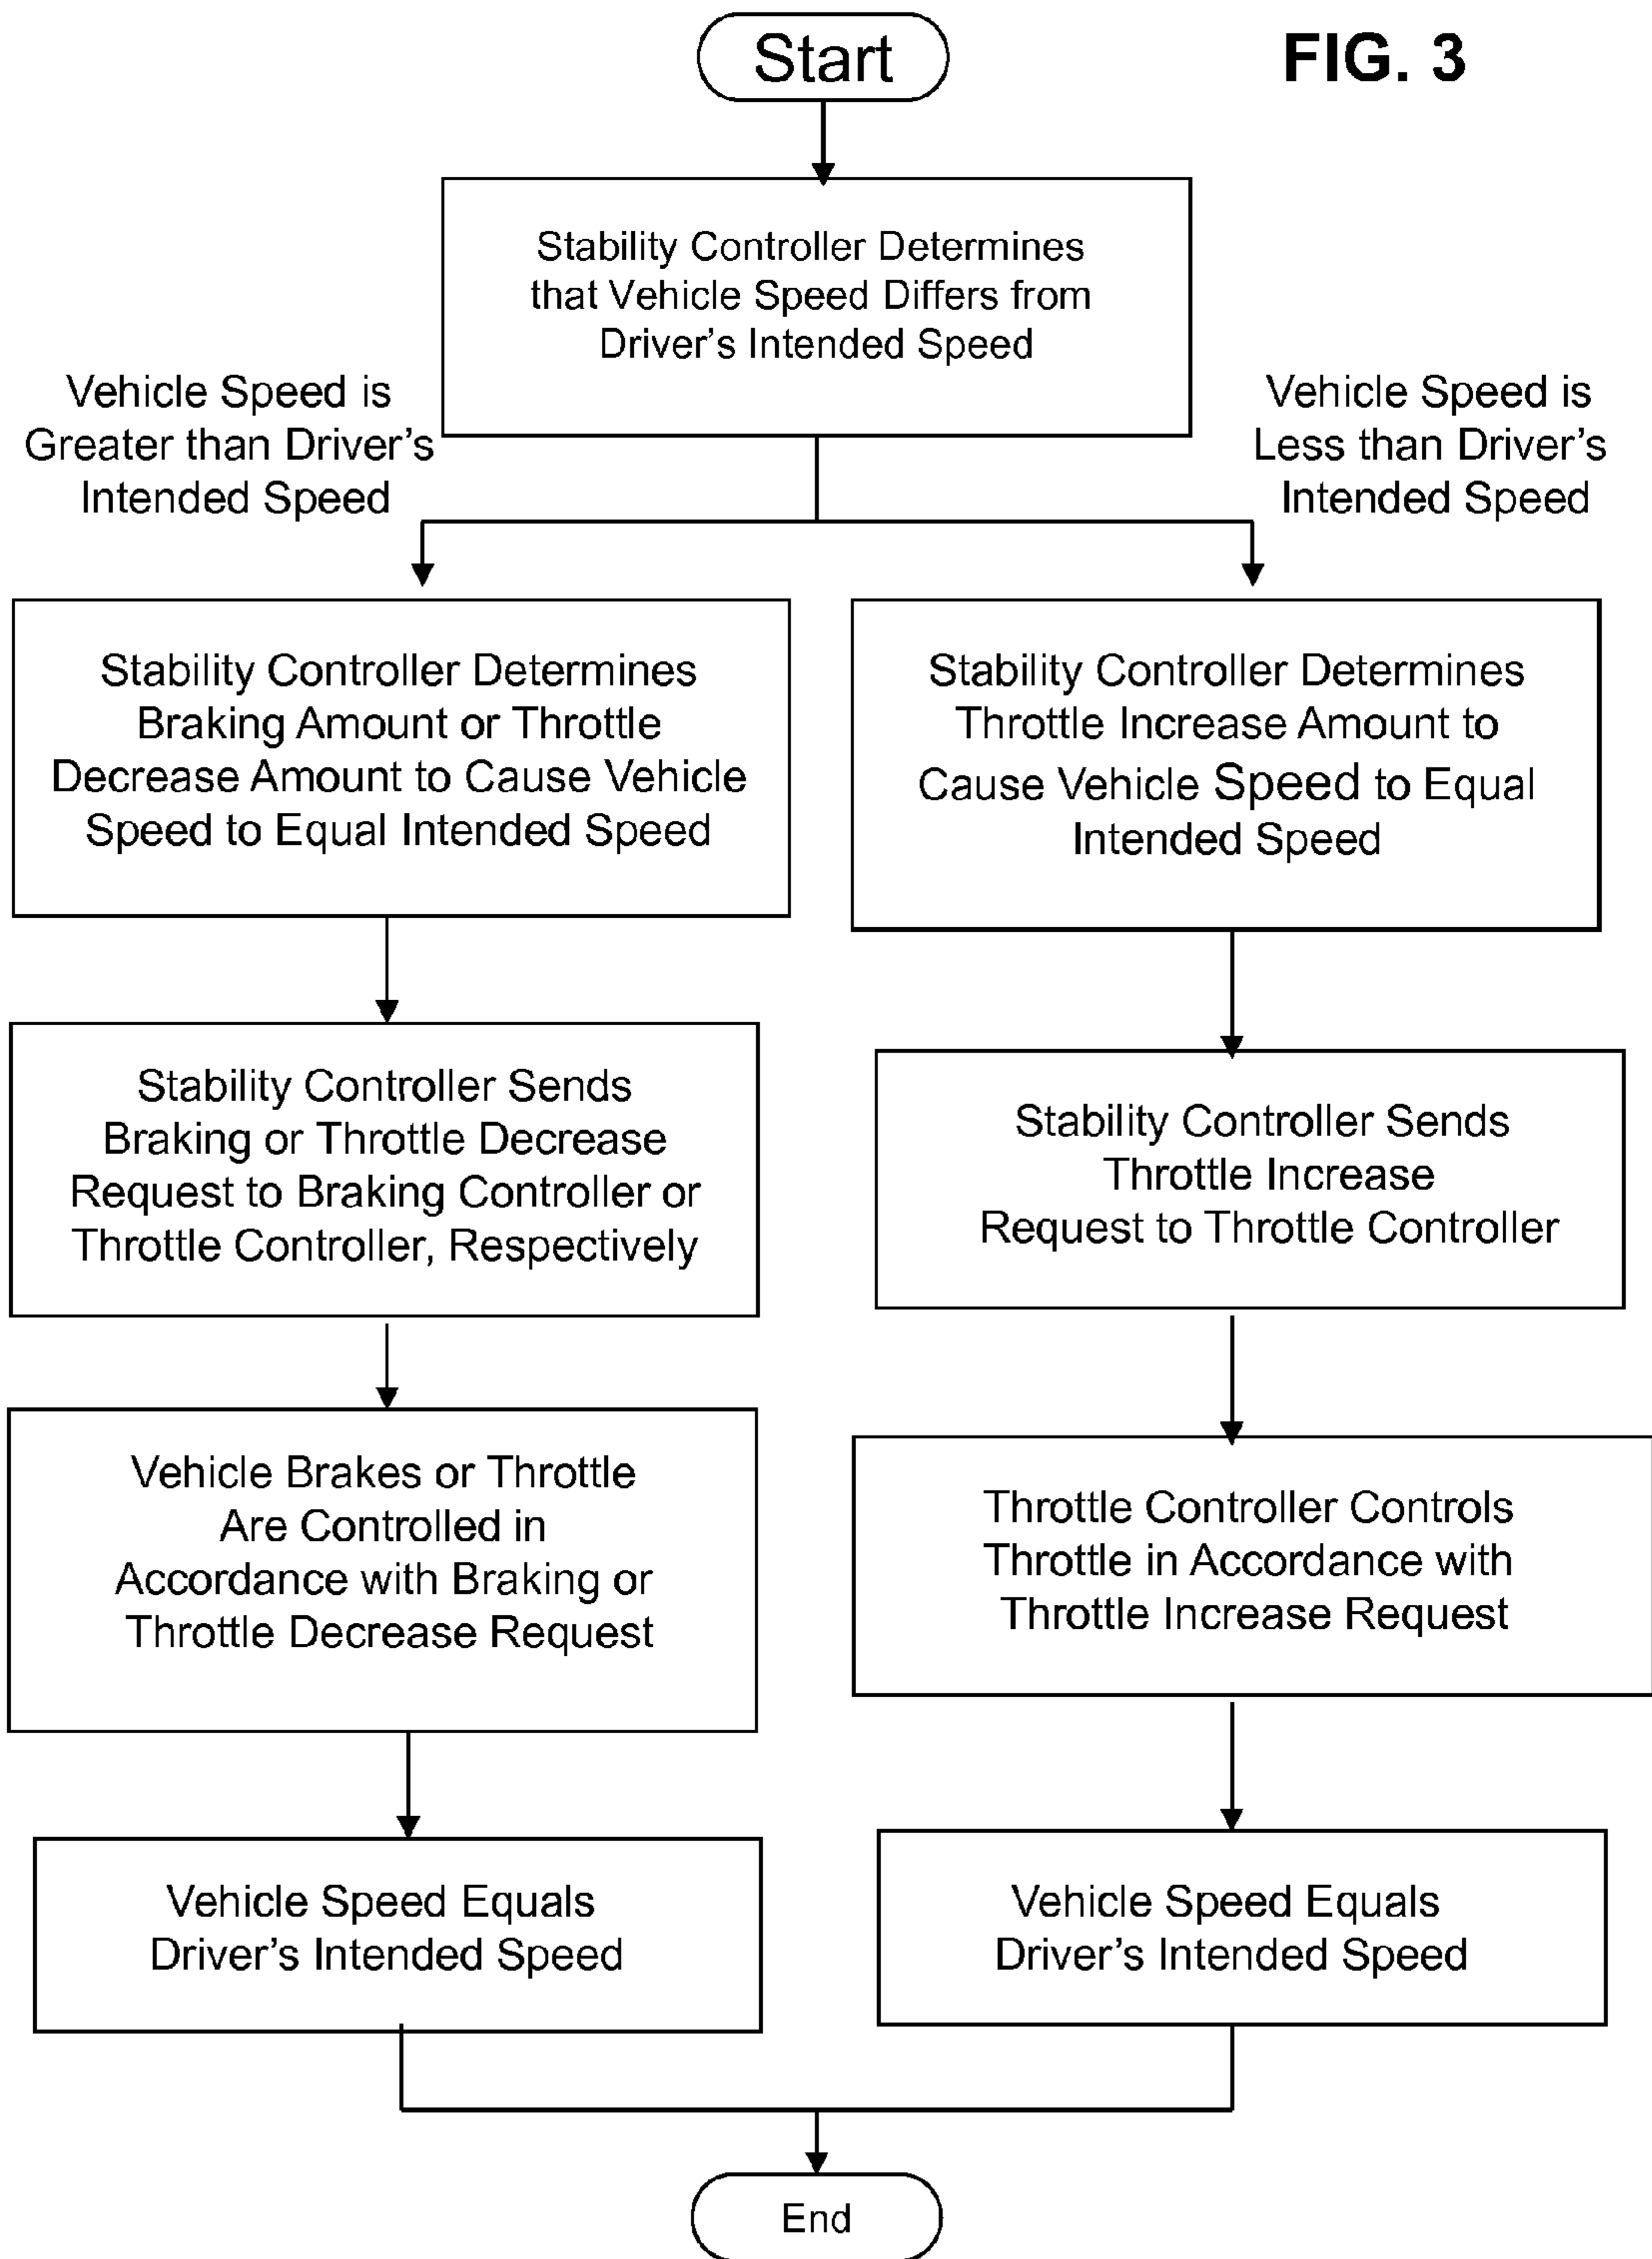 Start
FIG. 3
Stability Controller Determines
that Vehicle Speed Differs from
Driver's Intended Speed
Vehicle Speed is
Greater than Driver's
Intended Speed
Vehicle Speed is
Less than Driver's
Intended Speed
Stability Controller Determines
Braking Amount or Throttle
Decrease Amount to Cause Vehicle
Speed to Equal Intended Speed
Stability Controller Determines
Throttle Increase Amount to
Cause Vehicle Speed to Equal
Intended Speed
Stability Controller Sends
Braking or Throttle Decrease
Request to Braking Controller or
Throttle Controller, Respectively
Stability Controller Sends
Throttle Increase
Request to Throttle Controller
Vehicle Brakes or Throttle
Are Controlled in
Accordance with Braking or
Throttle Decrease Request
Throttle Controller Controls
Throttle in Accordance with
Throttle Increase Request
Vehicle Speed Equals
Driver's Intended Speed
Vehicle Speed Equals
Driver's Intended Speed
End